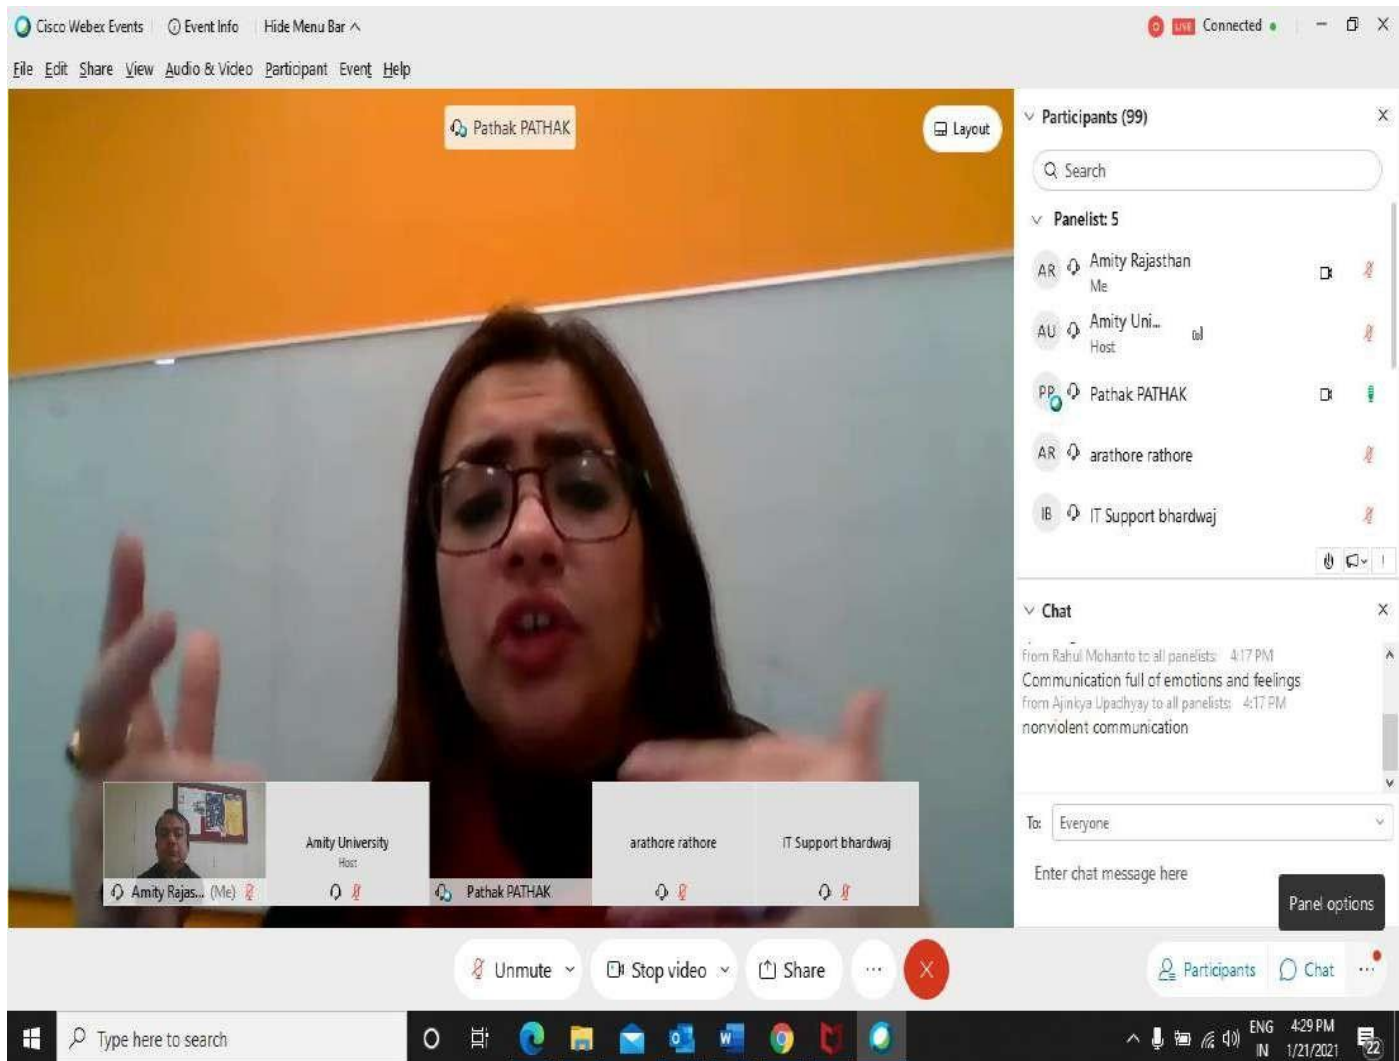 Cisco Webex Events Event Info Hide Menu Bar
LIVE Connected
File Edit Share View Audio & Video Participant Event Help
Pathak PATHAK
Layout
Participants (99)
Search
Panelist: 5
AR Amity Rajasthan
Me
AU Amity Uni...
Host
PP Pathak PATHAK
AR arathore rathore
IB IT Support bhardwaj
Chat
from Rahul Mohanto to all panelists: 4:17 PM
Communication full of emotions and feelings
from Ajinkya Upadhyay to all panelists: 4:17 PM
nonviolent communication
To: Everyone
Enter chat message here
Panel options
Amity Rajas... (Me)
Amity University
Host
Pathak PATHAK
arathore rathore
IT Support bhardwaj
Unmute Stop video Share ... X
Participants Chat ...
Type here to search
ENG
IN
4:29 PM
1/21/2021
22